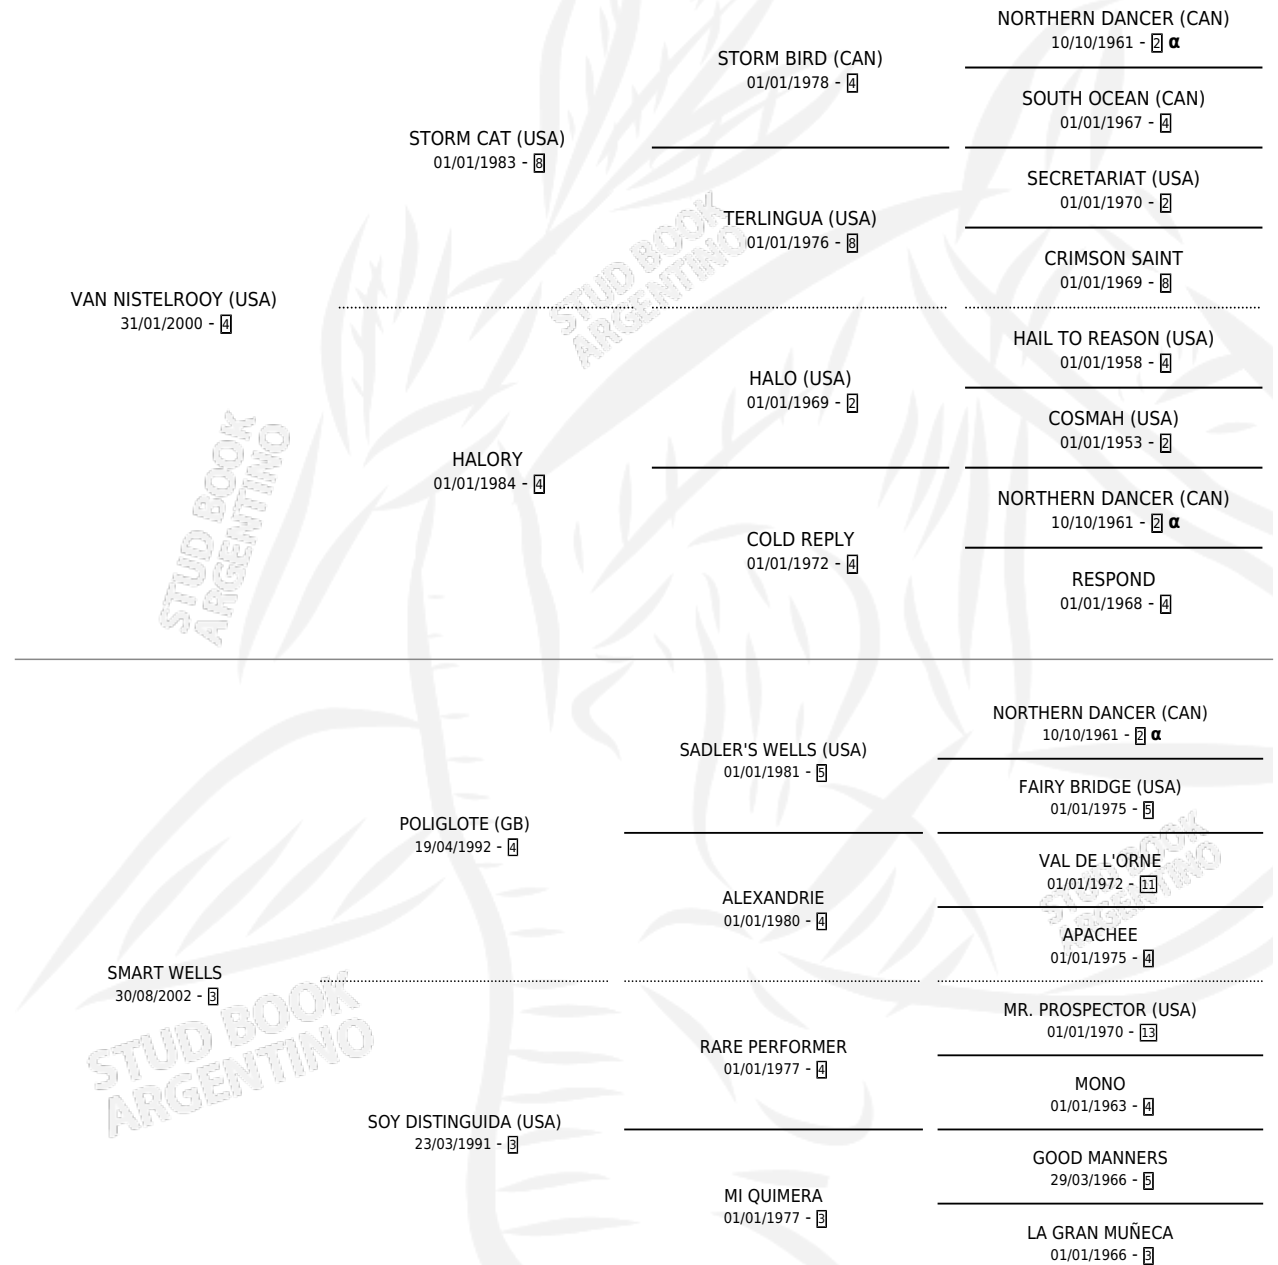 NORTHERN DANCER (CAN)
10/10/1961 - 2 α
STORM BIRD (CAN)
01/01/1978 - 4
SOUTH OCEAN (CAN)
01/01/1967 - 4
STORM CAT (USA)
01/01/1983 - 8
SECRETARIAT (USA)
01/01/1970 - 2
TERLINGUA (USA)
01/01/1976 - 8
CRIMSON SAINT
01/01/1969 - 8
VAN NISTELROOY (USA)
31/01/2000 - 4
HAIL TO REASON (USA)
01/01/1958 - 4
HALO (USA)
01/01/1969 - 2
COSMAH (USA)
01/01/1953 - 2
HALORY
01/01/1984 - 4
NORTHERN DANCER (CAN)
10/10/1961 - 2 α
COLD REPLY
01/01/1972 - 4
RESPOND
01/01/1968 - 4
NORTHERN DANCER (CAN)
10/10/1961 - 2 α
SADLER'S WELLS (USA)
01/01/1981 - 5
FAIRY BRIDGE (USA)
01/01/1975 - 5
POLIGLOTE (GB)
19/04/1992 - 4
VAL DE L'ORNE
01/01/1972 - 11
ALEXANDRIE
01/01/1980 - 4
APACHEE
01/01/1975 - 4
SMART WELLS
30/08/2002 - 3
MR. PROSPECTOR (USA)
01/01/1970 - 13
RARE PERFORMER
01/01/1977 - 4
MONO
01/01/1963 - 4
SOY DISTINGUIDA (USA)
23/03/1991 - 3
GOOD MANNERS
29/03/1966 - 5
MI QUIMERA
01/01/1977 - 3
LA GRAN MUÑECA
01/01/1966 - 3
STUD BOOK
ARGENTINO
STUD BOOK
ARGENTINO
STUD BOOK
ARGENTINO
STUD BOOK
ARGENTINO